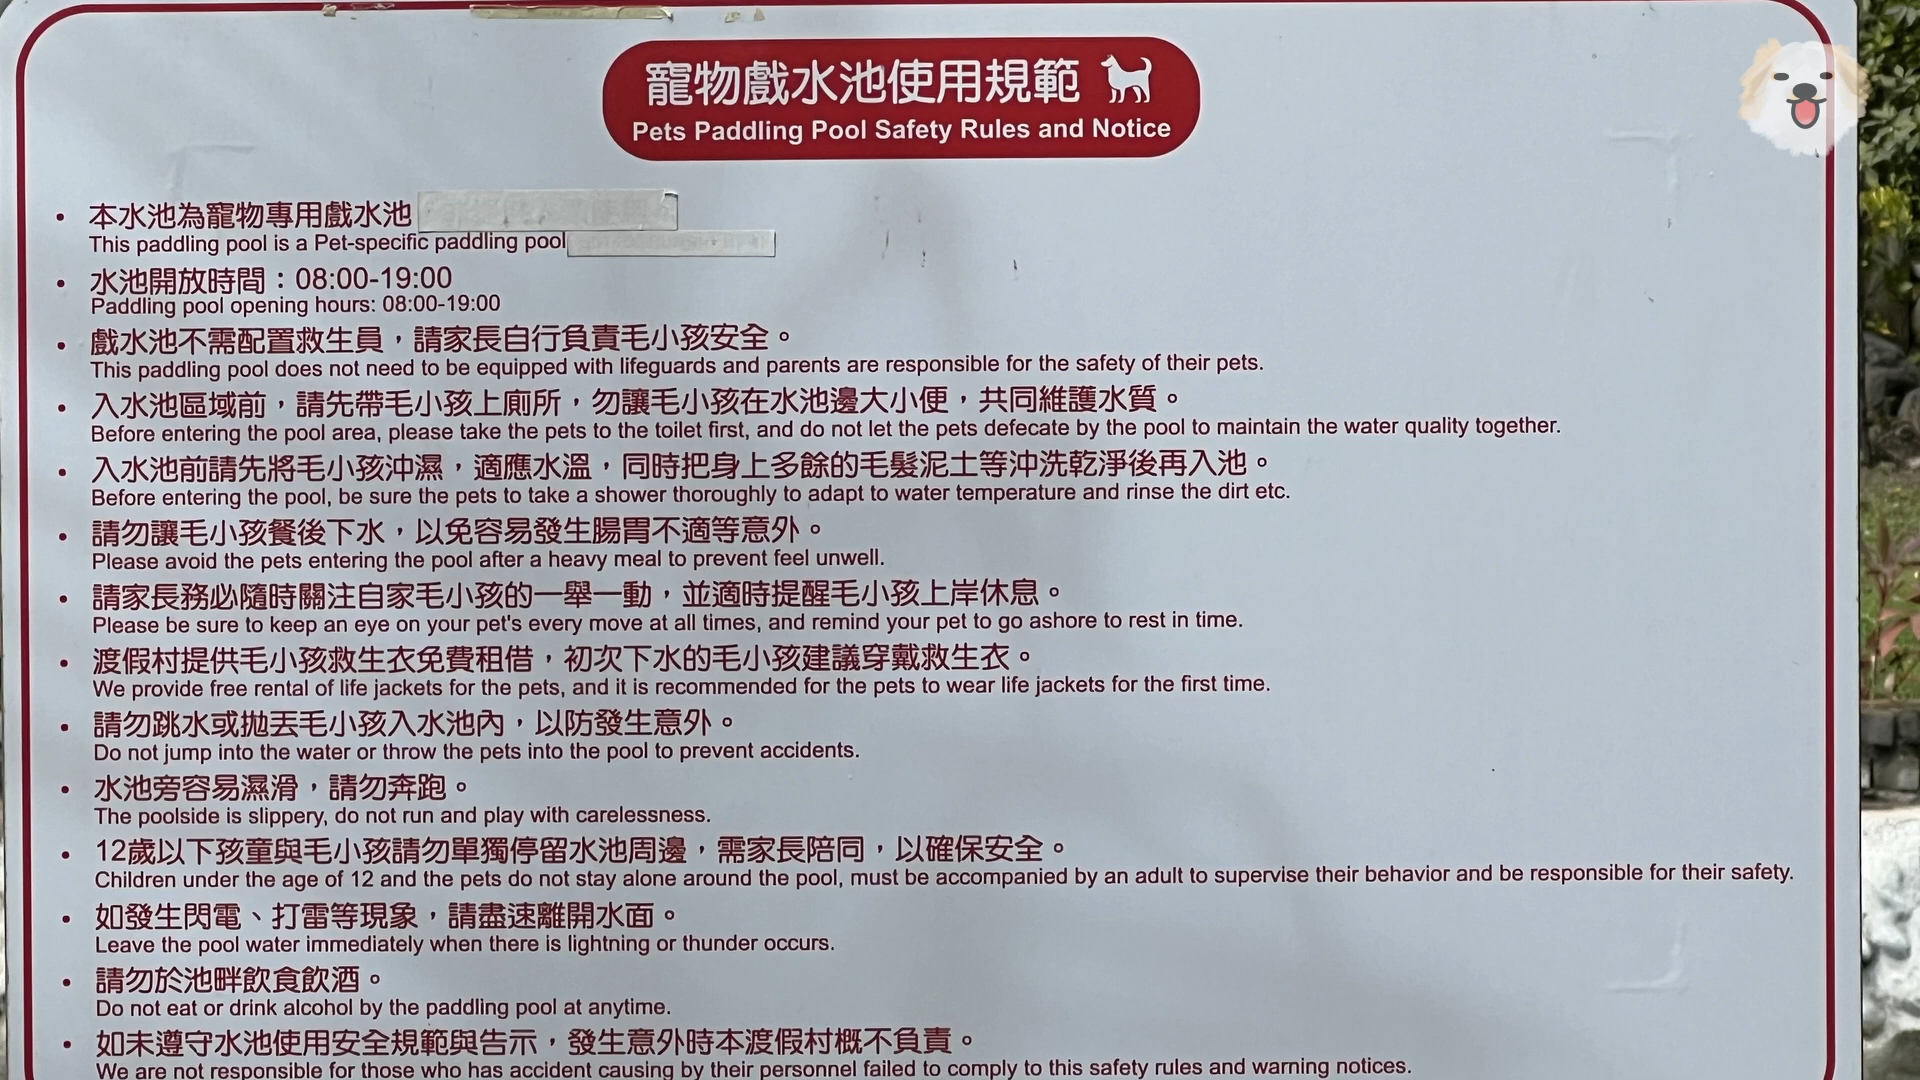 寵物戲水池使用規範
Pets Paddling Pool Safety Rules and Notice
• 本水池為寵物專用戲水池
This paddling pool is a Pet-specific paddling pool
• 水池開放時間：08:00-19:00
Paddling pool opening hours: 08:00-19:00
• 戲水池不需配置救生員，請家長自行負責毛小孩安全。
This paddling pool does not need to be equipped with lifeguards and parents are responsible for the safety of their pets.
• 入水池區域前，請先帶毛小孩上廁所，勿讓毛小孩在水池邊大小便，共同維護水質。
Before entering the pool area, please take the pets to the toilet first, and do not let the pets defecate by the pool to maintain the water quality together.
• 入水池前請先將毛小孩沖濕，適應水溫，同時把身上多餘的毛髮泥土等沖洗乾淨後再入池。
Before entering the pool, be sure the pets to take a shower thoroughly to adapt to water temperature and rinse the dirt etc.
• 請勿讓毛小孩餐後下水，以免容易發生腸胃不適等意外。
Please avoid the pets entering the pool after a heavy meal to prevent feel unwell.
• 請家長務必隨時關注自家毛小孩的一舉一動，並適時提醒毛小孩上岸休息。
Please be sure to keep an eye on your pet's every move at all times, and remind your pet to go ashore to rest in time.
• 渡假村提供毛小孩救生衣免費租借，初次下水的毛小孩建議穿戴救生衣。
We provide free rental of life jackets for the pets, and it is recommended for the pets to wear life jackets for the first time.
• 請勿跳水或拋丟毛小孩入水池內，以防發生意外。
Do not jump into the water or throw the pets into the pool to prevent accidents.
• 水池旁容易濕滑，請勿奔跑。
The poolside is slippery, do not run and play with carelessness.
• 12歲以下孩童與毛小孩請勿單獨停留水池周邊，需家長陪同，以確保安全。
Children under the age of 12 and the pets do not stay alone around the pool, must be accompanied by an adult to supervise their behavior and be responsible for their safety.
• 如發生閃電、打雷等現象，請盡速離開水面。
Leave the pool water immediately when there is lightning or thunder occurs.
• 請勿於池畔飲食飲酒。
Do not eat or drink alcohol by the paddling pool at anytime.
• 如未遵守水池使用安全規範與告示，發生意外時本渡假村概不負責。
We are not responsible for those who has accident causing by their personnel failed to comply to this safety rules and warning notices.